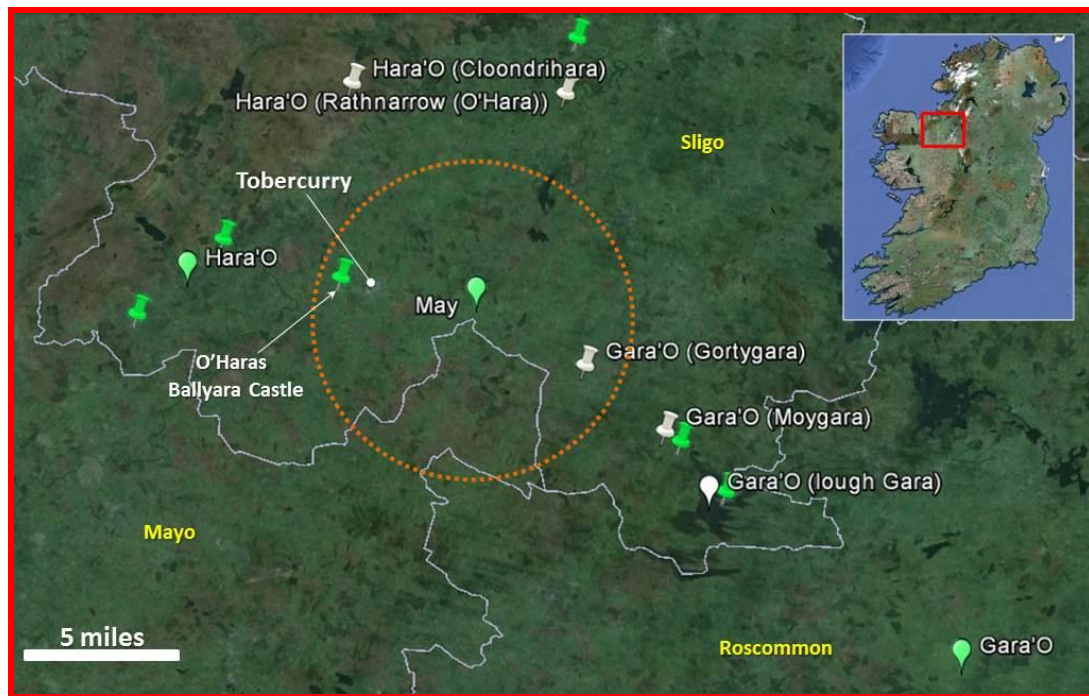 Hara'O (Cloondrihara)
Hara'O (Rathnarrow (O'Hara))
Sligo
Tobercurry
Hara'O
May
O'Haras
Ballyara Castle
Gara'O (Gortygara)
Gara'O (Moygara)
Gara'O (lough Gara)
Mayo
5 miles
Roscommon
Gara'O